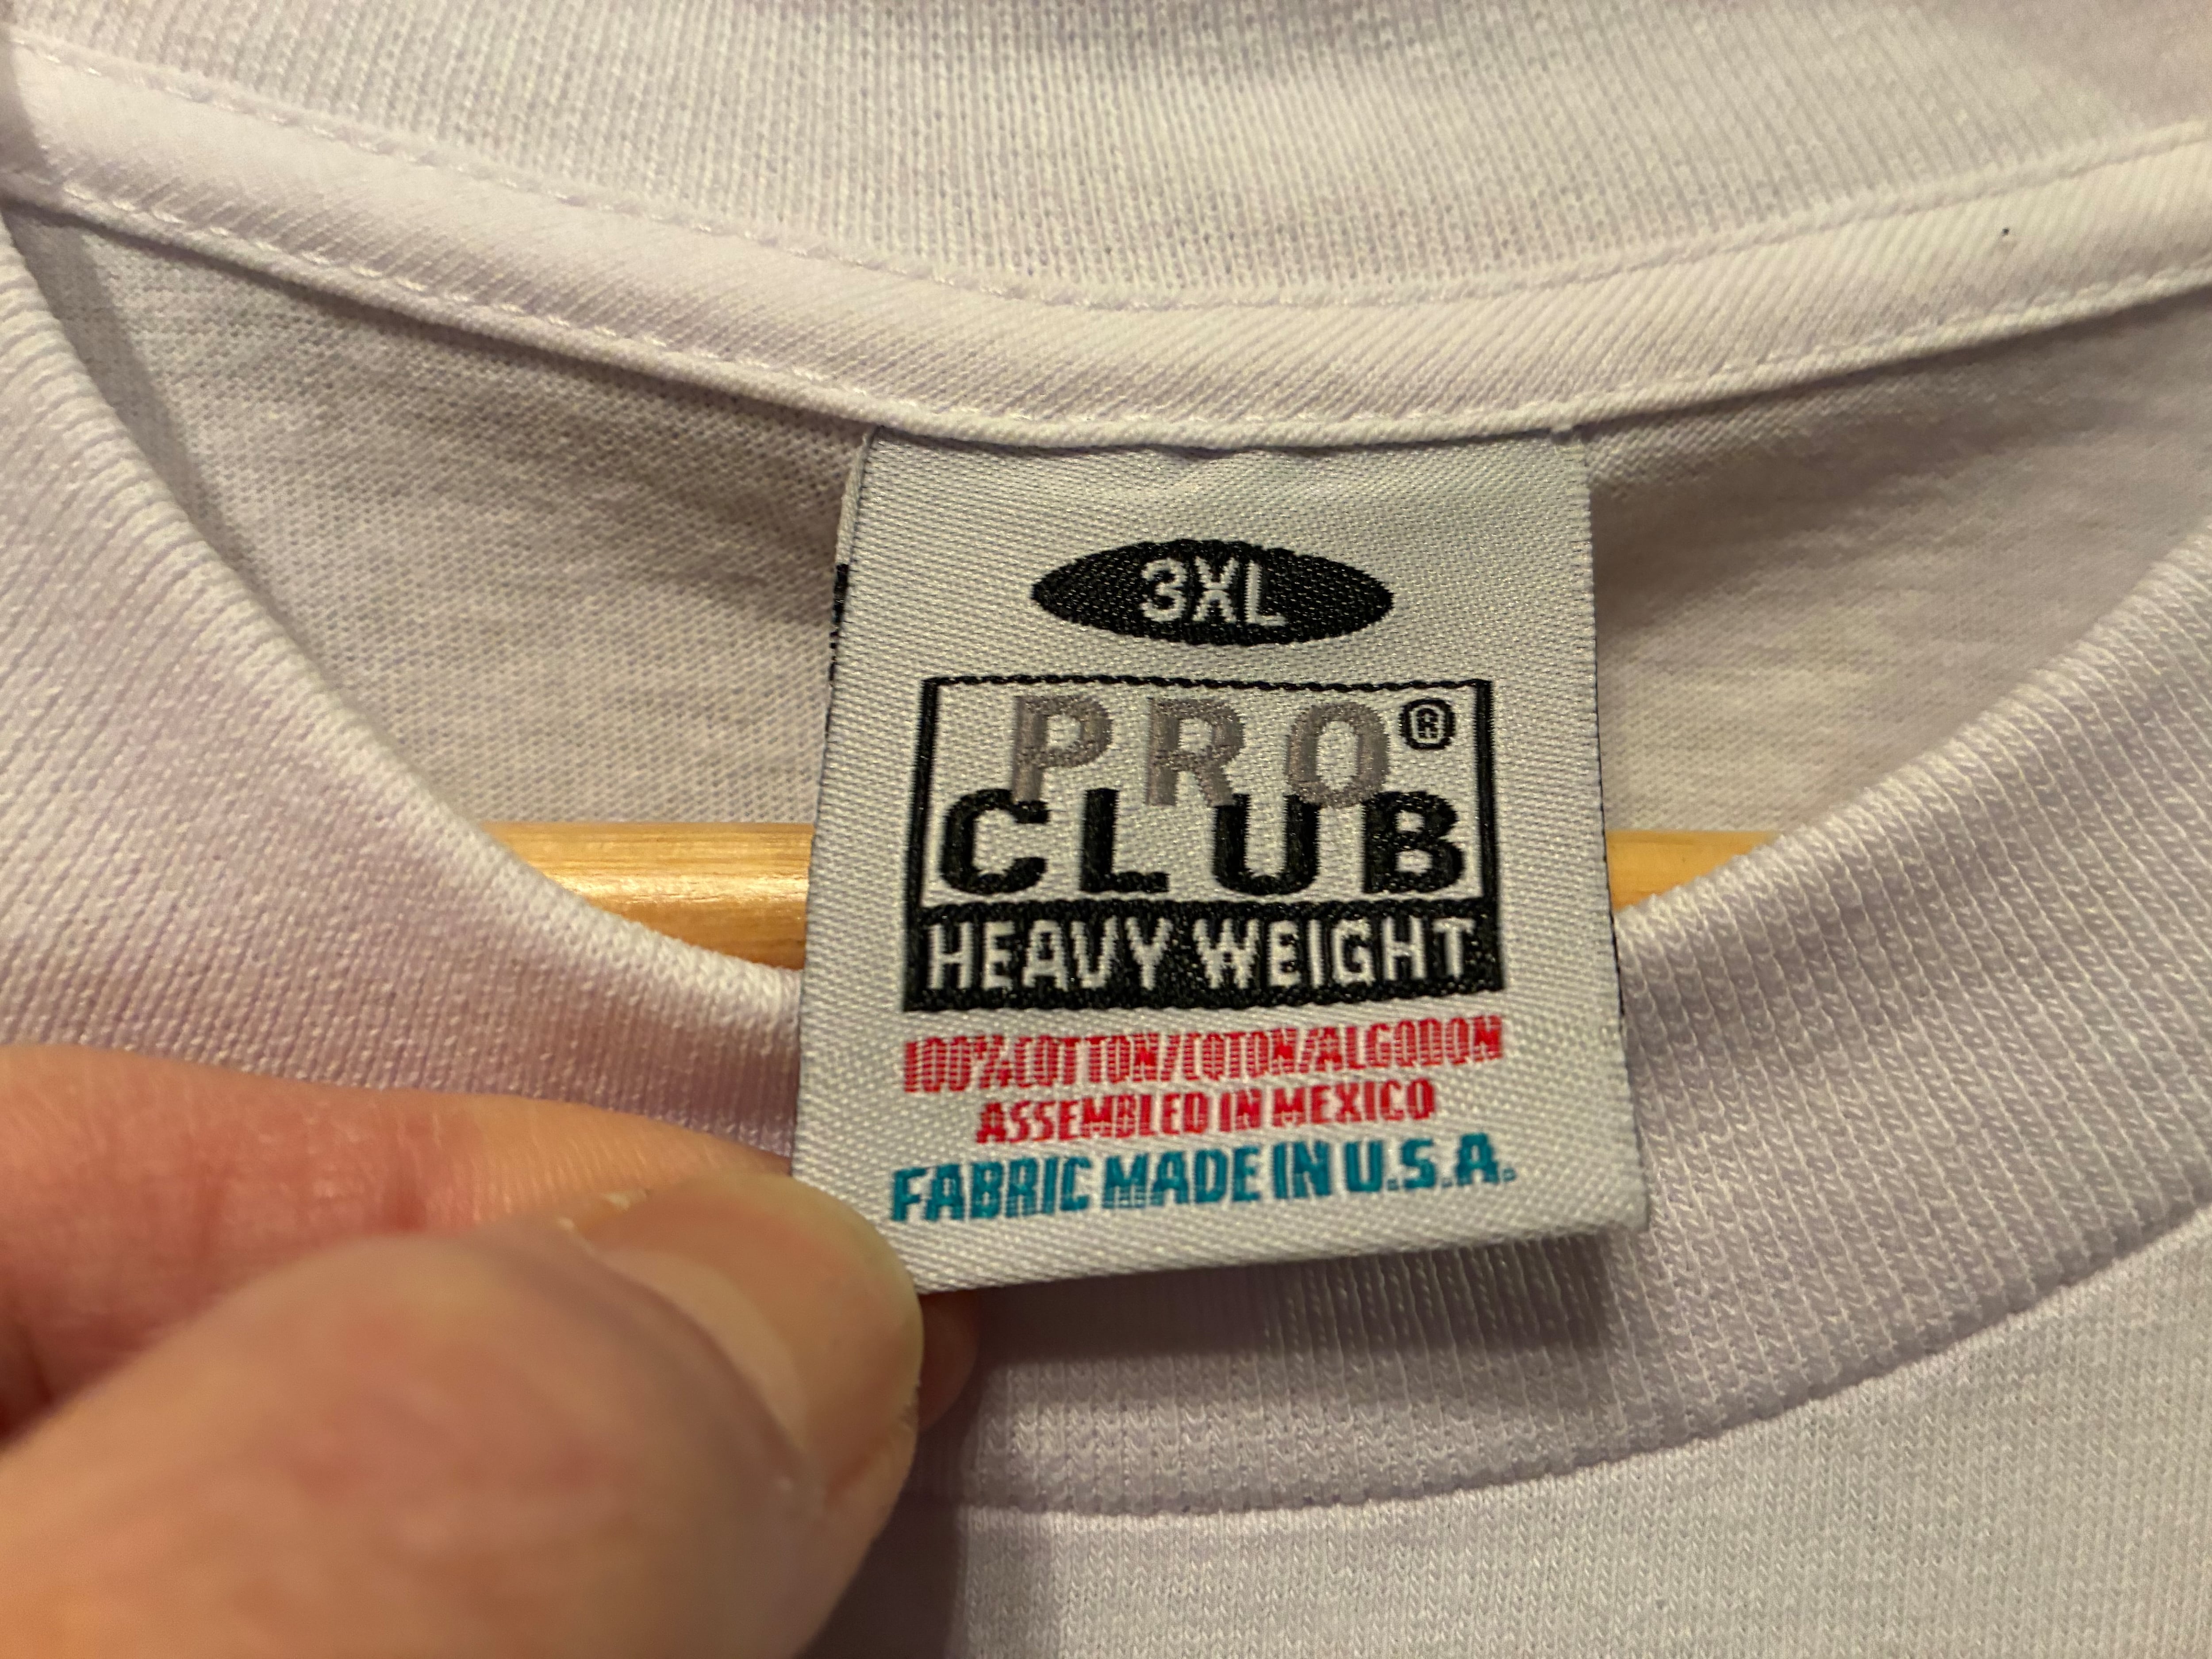 3XL
PRO®
CLUB
HEAVY WEIGHT
100%COTTON/COTON/ALGODON
ASSEMBLED IN MEXICO
FABRIC MADE IN U.S.A.